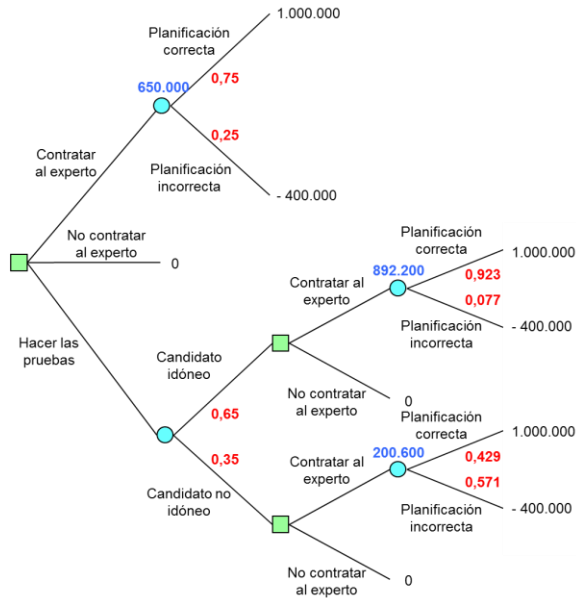 1.000.000
Planificación
correcta
650.000
0,75
0,25
Contratar
al experto
Planificación
incorrecta
- 400.000
No contratar
al experto
0
Hacer las
pruebas
Planificación
correcta
1.000.000
892.200
0,923
Contratar al
experto
0,077
- 400.000
Planificación
incorrecta
Candidato
idóneo
No contratar
al experto
0
0,65
Planificación
correcta
1.000.000
0,35
200.600
0,429
Contratar al
experto
0,571
Candidato no
idóneo
- 400.000
Planificación
incorrecta
No contratar
al experto
0